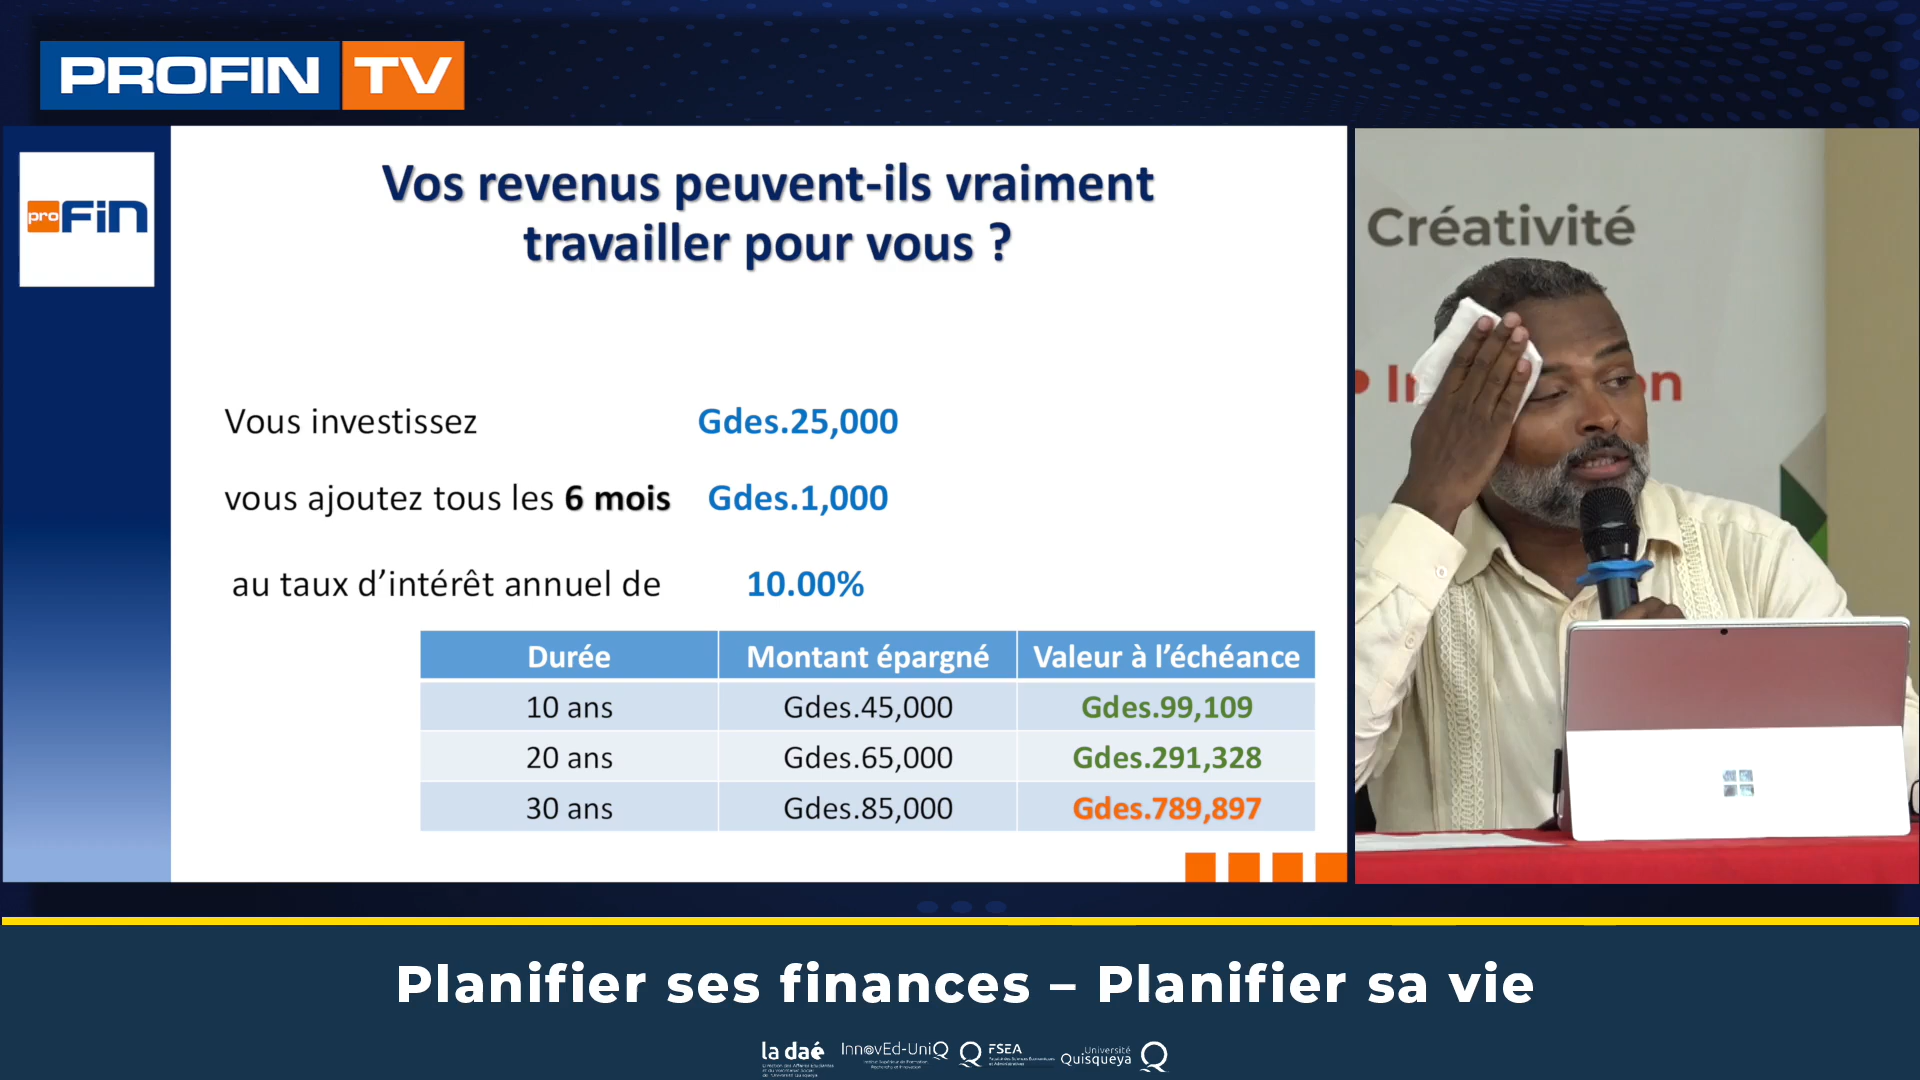 PROFIN TV
pro FiN
Vos revenus peuvent-ils vraiment
travailler pour vous ?
Vous investissez Gdes.25,000
vous ajoutez tous les 6 mois Gdes.1,000
au taux d’intérêt annuel de 10.00%
Durée Montant épargné Valeur à l’échéance
10 ans Gdes.45,000 Gdes.99,109
20 ans Gdes.65,000 Gdes.291,328
30 ans Gdes.85,000 Gdes.789,897
Créativité
Planifier ses finances – Planifier sa vie
la daé
InnovEd-UniQ
FSEA
Université
Quisqueya